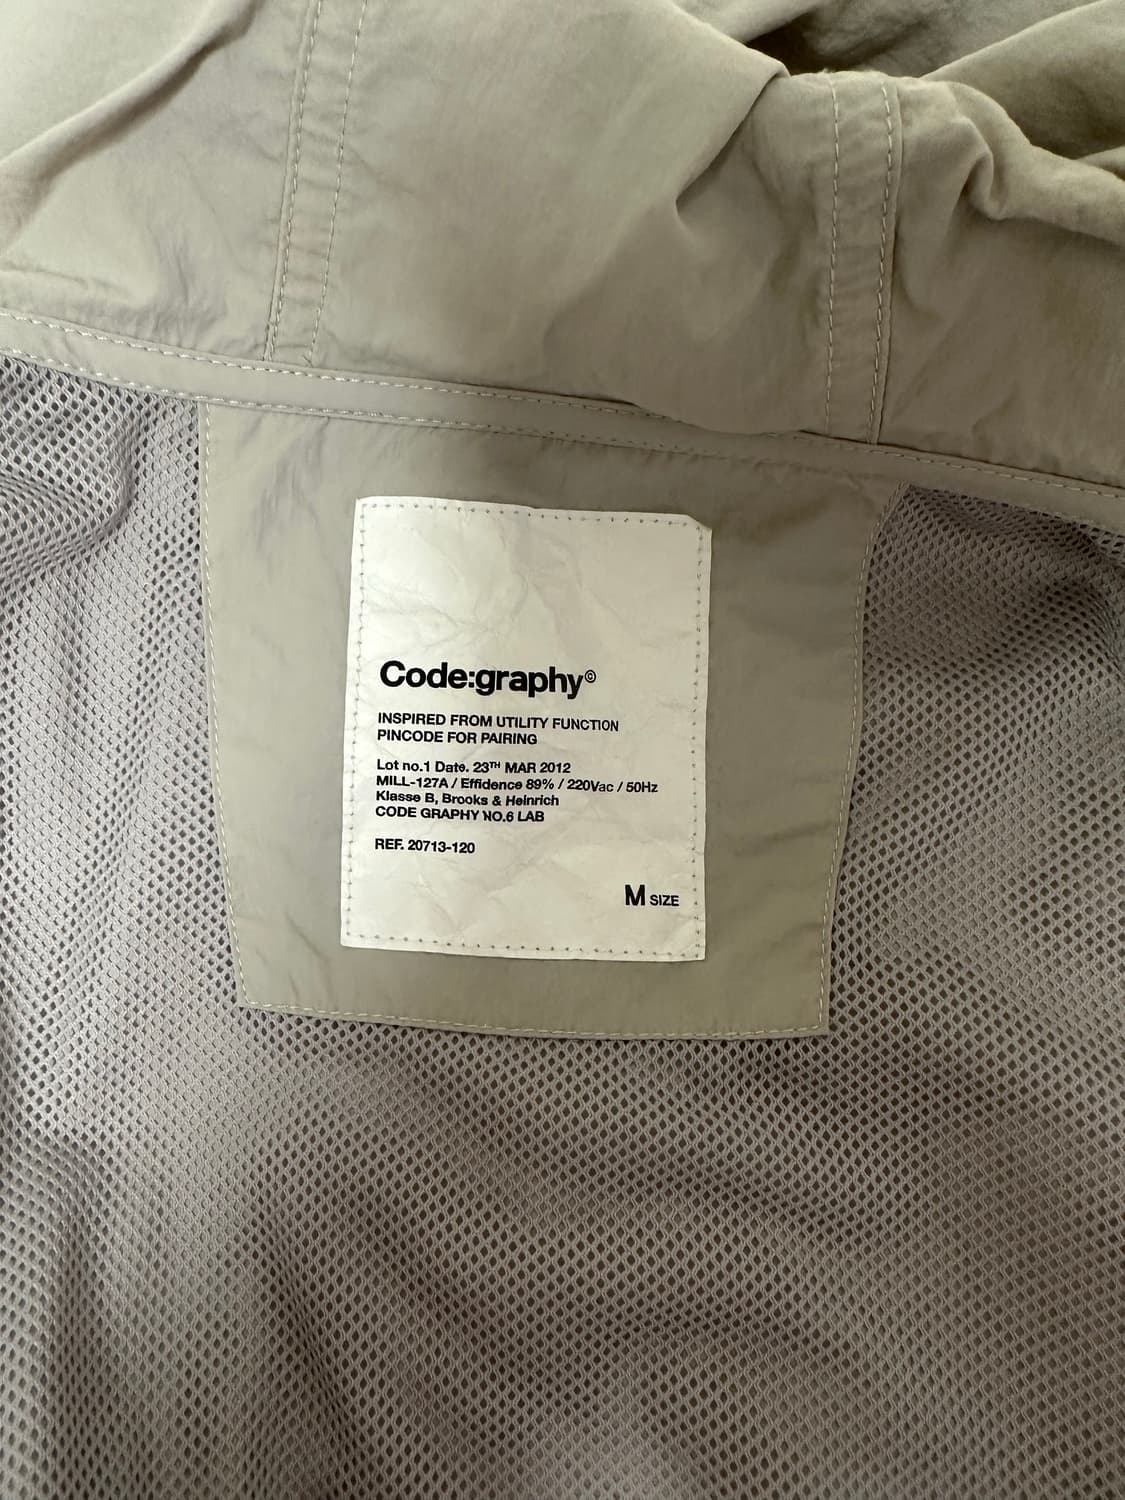 Code:graphy©
INSPIRED FROM UTILITY FUNCTION
PINCODE FOR PAIRING
Lot no.1 Date. 23TH MAR 2012
MILL-127A / Effidence 89% / 220Vac / 50Hz
Klasse B, Brooks & Heinrich
CODE GRAPHY NO.6 LAB
REF. 20713-120
M SIZE